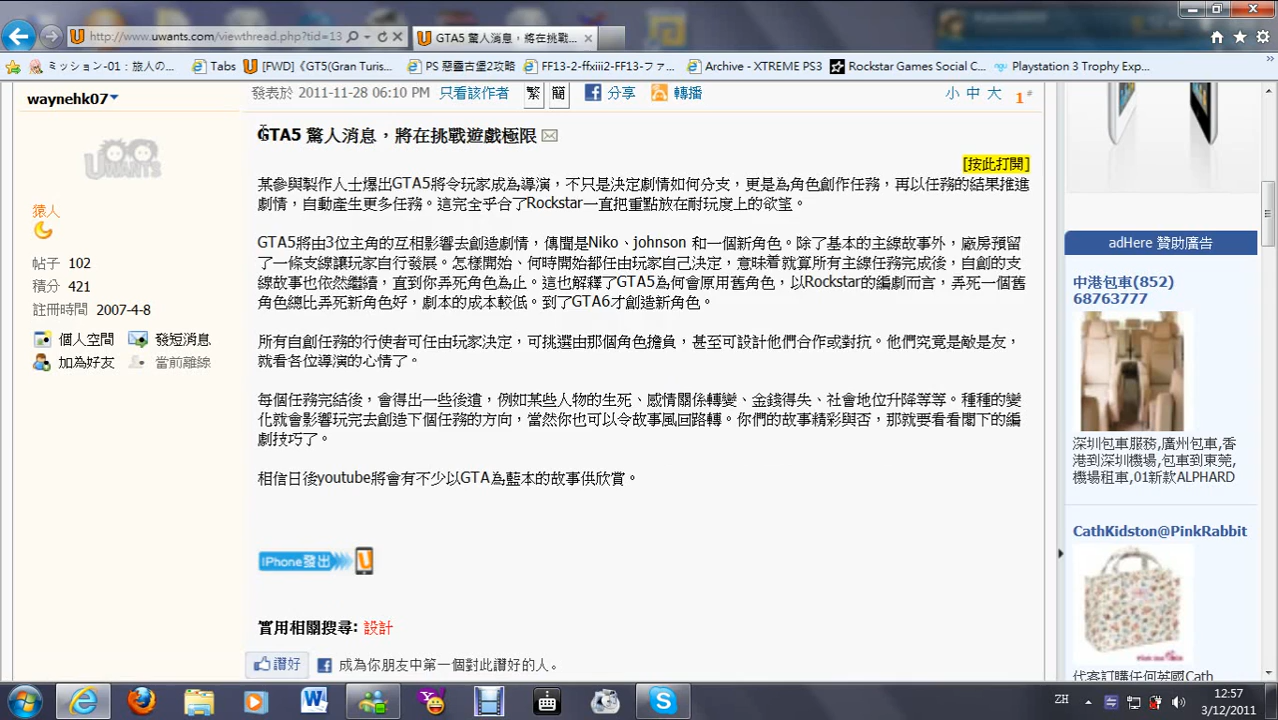 http://www.uwants.com/viewthread.php?tid=13
GTA5 驚人消息，將在挑戰...
ミッション-01：旅人の...
Tabs
[FWD]《GT5(Gran Turis...
PS 惡靈古堡2攻略
FF13-2-ffxiii2-FF13-ファ...
Archive - XTREME PS3
Rockstar Games Social C...
Playstation 3 Trophy Exp...
waynehk07
發表於 2011-11-28 06:10 PM 只看該作者 繁 簡 分享 轉播
小 中 大 1#
GTA5 驚人消息，將在挑戰遊戲極限
[按此打開]
某參與製作人士爆出GTA5將令玩家成為導演，不只是決定劇情如何分支，更是為角色創作任務，再以任務的結果推進
劇情，自動產生更多任務。這完全乎合了Rockstar一直把重點放在耐玩度上的欲望。
GTA5將由3位主角的互相影響去創造劇情，傳聞是Niko、johnson 和一個新角色。除了基本的主線故事外，廠房預留
了一條支線讓玩家自行發展。怎樣開始、何時開始都任由玩家自己決定，意味着就算所有主線任務完成後，自創的支
線故事也依然繼續，直到你弄死角色為止。這也解釋了GTA5為何會原用舊角色，以Rockstar的編劇而言，弄死一個舊
角色總比弄死新角色好，劇本的成本較低。到了GTA6才創造新角色。
所有自創任務的行使者可任由玩家決定，可挑選由那個角色擔負，甚至可設計他們合作或對抗。他們究竟是敵是友，
就看各位導演的心情了。
每個任務完結後，會得出一些後遺，例如某些人物的生死、感情關係轉變、金錢得失、社會地位升降等等。種種的變
化就會影響玩完去創造下個任務的方向，當然你也可以令故事風回路轉。你們的故事精彩與否，那就要看看閣下的編
劇技巧了。
相信日後youtube將會有不少以GTA為藍本的故事供欣賞。
iPhone發出
實用相關搜尋: 設計
讚好
成為你朋友中第一個對此讚好的人。
UWANTS
猿人
帖子 102
積分 421
註冊時間 2007-4-8
個人空間 發短消息
加為好友 當前離線
adHere 贊助廣告
中港包車(852)
68763777
深圳包車服務,廣州包車,香
港到深圳機場,包車到東莞,
機場租車,01新款ALPHARD
CathKidston@PinkRabbit
代客訂購任何英國Cath
ZH
12:57
3/12/2011